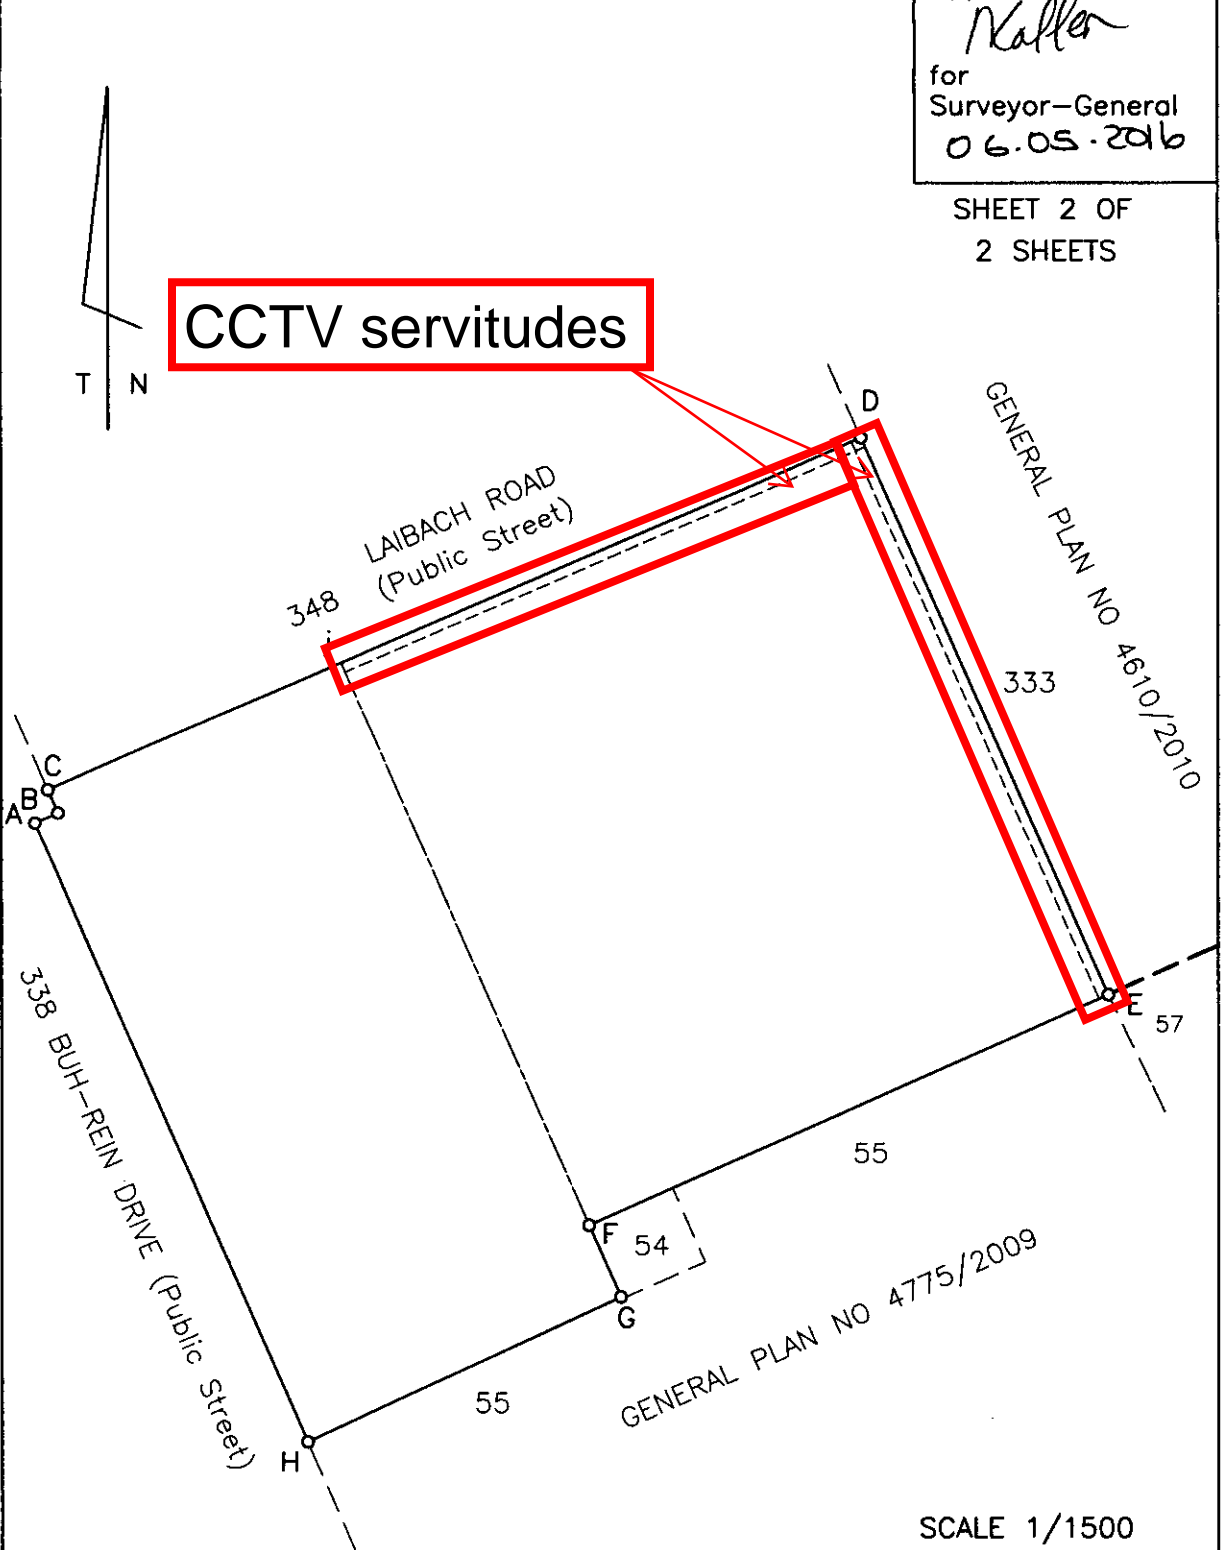 for
Surveyor-General
06.05.2016
SHEET 2 OF
2 SHEETS
CCTV servitudes
T N
D
GENERAL PLAN NO 4610/2010
LAIBACH ROAD
(Public Street)
348
333
C
B
A
338 BUH-REIN DRIVE (Public Street)
E
57
55
F
54
G
GENERAL PLAN NO 4775/2009
55
H
SCALE 1/1500